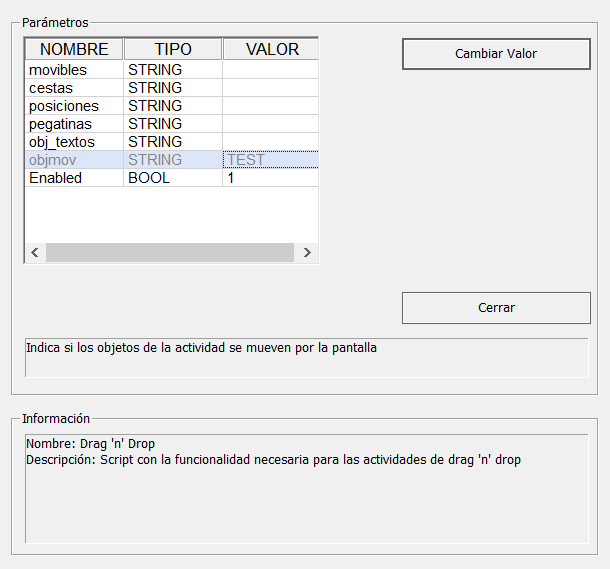 Parámetros
NOMBRE TIPO VALOR
movibles STRING
cestas STRING
posiciones STRING
pegatinas STRING
obj_textos STRING
objmov STRING TEST
Enabled BOOL 1
Cambiar Valor
Cerrar
Indica si los objetos de la actividad se mueven por la pantalla
Información
Nombre: Drag 'n' Drop
Descripción: Script con la funcionalidad necesaria para las actividades de drag 'n' drop